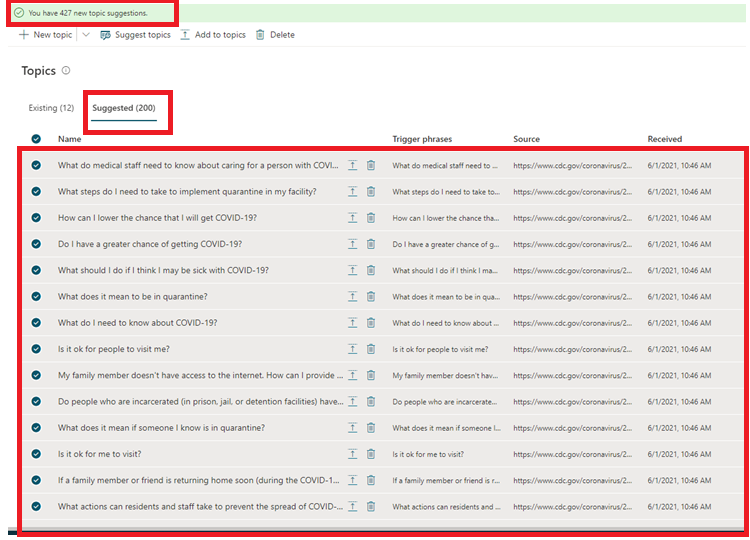 You have 427 new topic suggestions.
New topic Suggest topics Add to topics Delete
Topics
Existing (12) Suggested (200)
Name Trigger phrases Source Received
What do medical staff need to know about caring for a person with COVI... What do medical staff need to ... https://www.cdc.gov/coronavirus/2... 6/1/2021, 10:46 AM
What steps do I need to take to implement quarantine in my facility? What steps do I need to take to... https://www.cdc.gov/coronavirus/2... 6/1/2021, 10:46 AM
How can I lower the chance that I will get COVID-19? How can I lower the chance tha... https://www.cdc.gov/coronavirus/2... 6/1/2021, 10:46 AM
Do I have a greater chance of getting COVID-19? Do I have a greater chance of g... https://www.cdc.gov/coronavirus/2... 6/1/2021, 10:46 AM
What should I do if I think I may be sick with COVID-19? What should I do if I think I ma... https://www.cdc.gov/coronavirus/2... 6/1/2021, 10:46 AM
What does it mean to be in quarantine? What does it mean to be in qua... https://www.cdc.gov/coronavirus/2... 6/1/2021, 10:46 AM
What do I need to know about COVID-19? What do I need to know about ... https://www.cdc.gov/coronavirus/2... 6/1/2021, 10:46 AM
Is it ok for people to visit me? Is it ok for people to visit me? https://www.cdc.gov/coronavirus/2... 6/1/2021, 10:46 AM
My family member doesn't have access to the internet. How can I provide ... My family member doesn't have ... https://www.cdc.gov/coronavirus/2... 6/1/2021, 10:46 AM
Do people who are incarcerated (in prison, jail, or detention facilities) have... Do people who are incarcerate... https://www.cdc.gov/coronavirus/2... 6/1/2021, 10:46 AM
What does it mean if someone I know is in quarantine? What does it mean if someone I... https://www.cdc.gov/coronavirus/2... 6/1/2021, 10:46 AM
Is it ok for me to visit? Is it ok for me to visit? https://www.cdc.gov/coronavirus/2... 6/1/2021, 10:46 AM
If a family member or friend is returning home soon (during the COVID-1... If a family member or friend is r... https://www.cdc.gov/coronavirus/2... 6/1/2021, 10:46 AM
What actions can residents and staff take to prevent the spread of COVID-... What actions can residents and ... https://www.cdc.gov/coronavirus/2... 6/1/2021, 10:46 AM